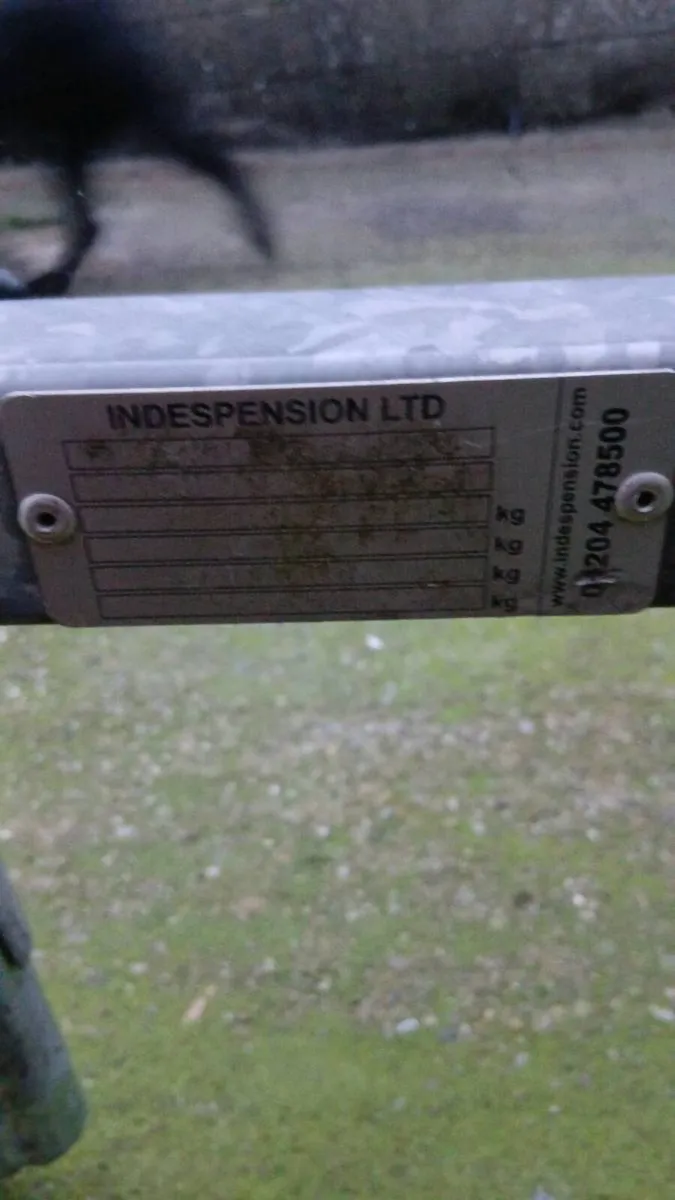 INDESPENSION LTD
kg
kg
kg
kg
www.indespension.com
01204 478500